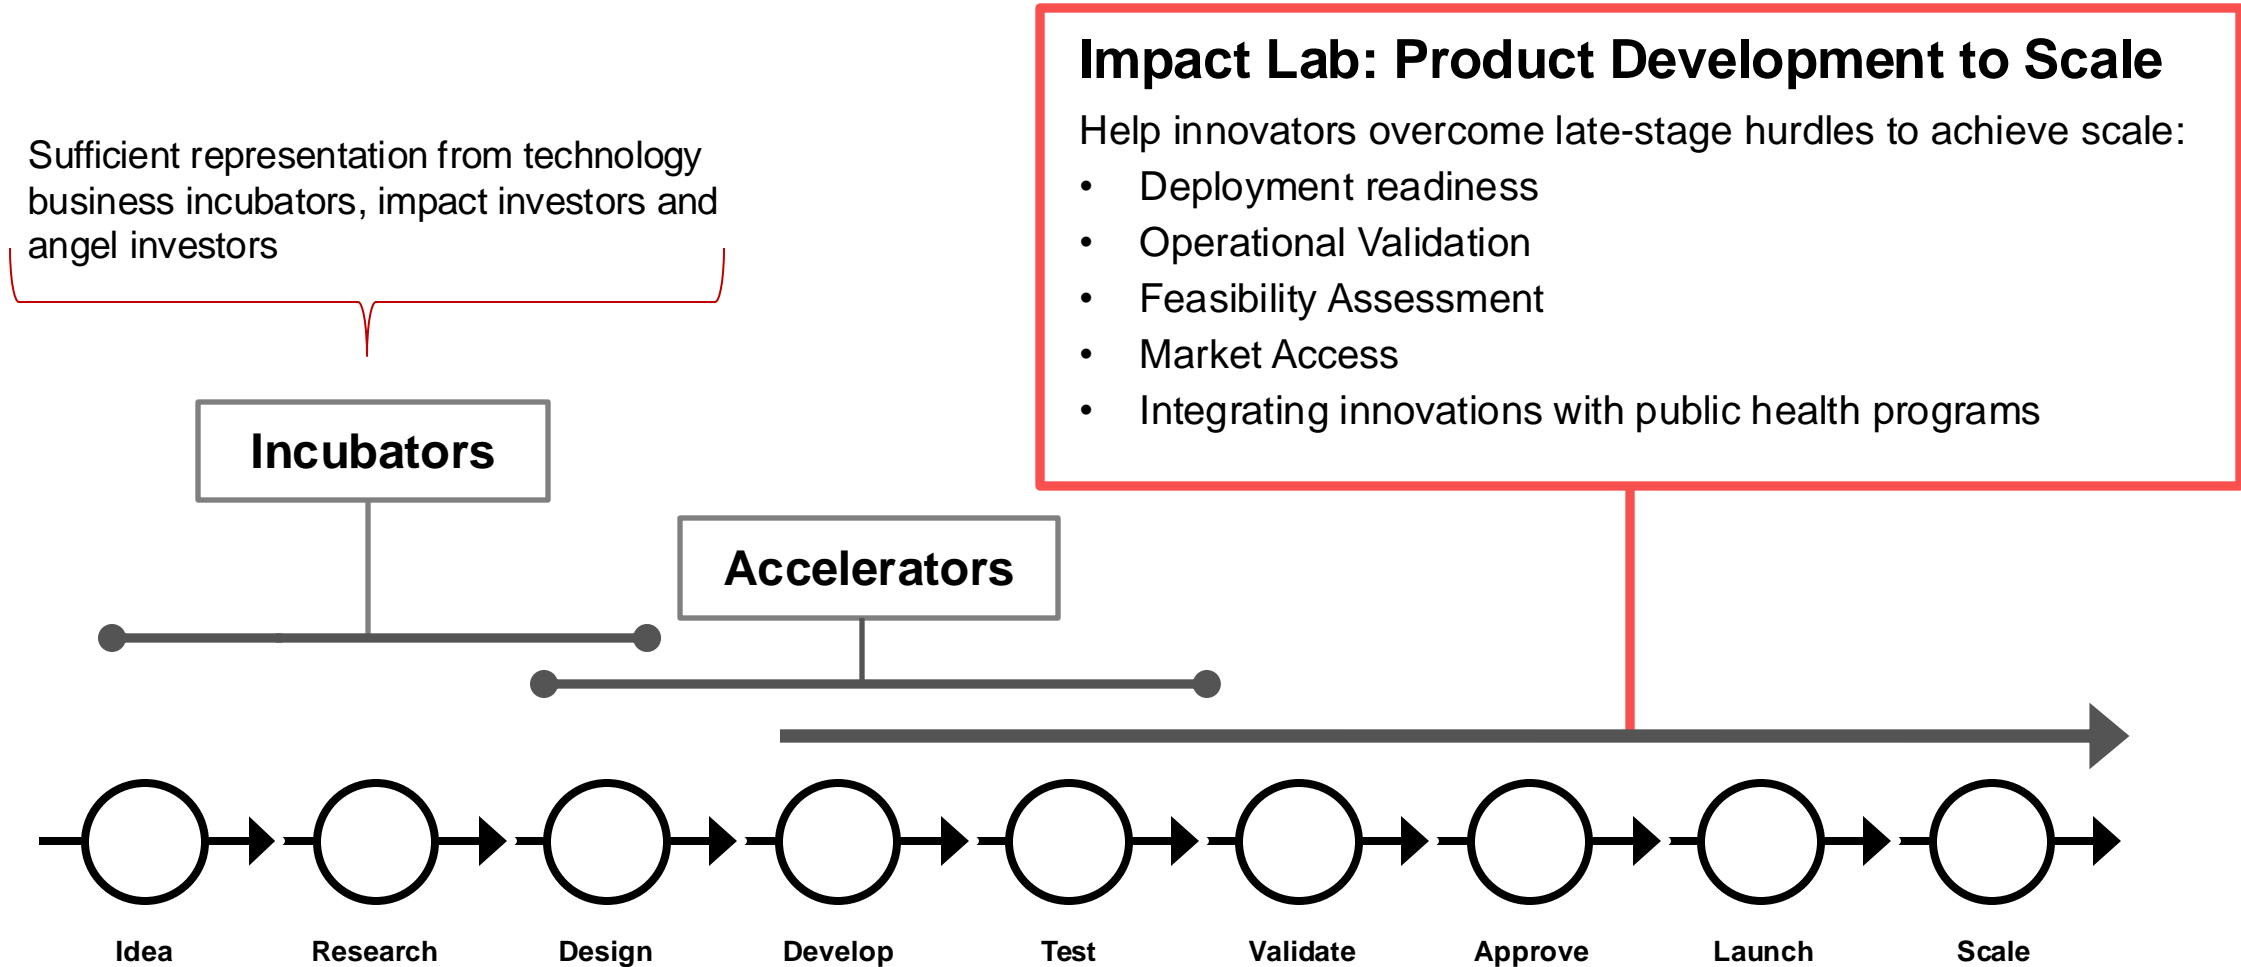 Impact Lab: Product Development to Scale
Help innovators overcome late-stage hurdles to achieve scale:
• Deployment readiness
• Operational Validation
• Feasibility Assessment
• Market Access
• Integrating innovations with public health programs
Sufficient representation from technology
business incubators, impact investors and
angel investors
Incubators
Accelerators
Idea
Research
Design
Develop
Test
Validate
Approve
Launch
Scale